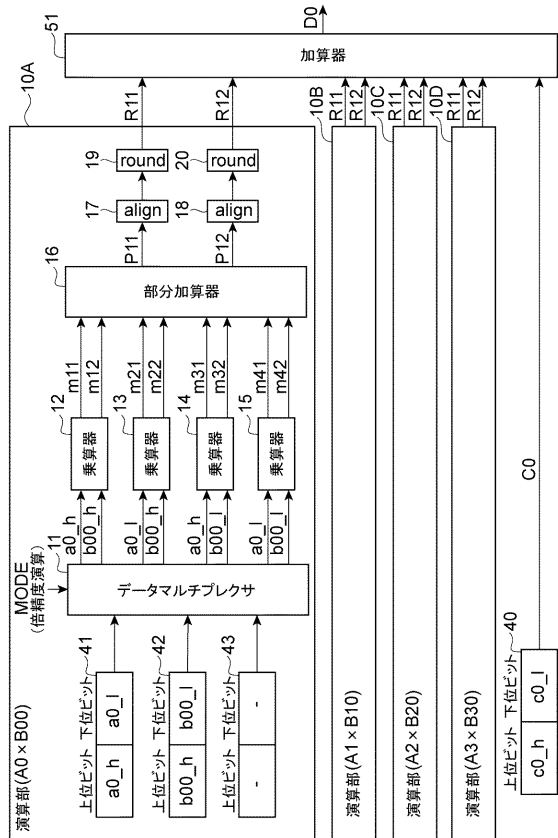 演算部(A0×B00)
10A
MODE
(倍精度演算)
上位ビット 下位ビット 41
a0_h a0_l
上位ビット 下位ビット 42
b00_h b00_l
上位ビット 下位ビット 43
- -
11
データマルチプレクサ
a0_h
b00_h
a0_l
b00_h
a0_h
b00_l
a0_l
b00_l
12
乗算器
13
乗算器
14
乗算器
15
乗算器
m11
m12
m21
m22
m31
m32
m41
m42
16
部分加算器
P11
P12
17
align
18
align
19
round
20
round
R11
R12
51
加算器
D0
演算部(A1×B10)
10B
R11
R12
演算部(A2×B20)
10C
R11
R12
演算部(A3×B30)
10D
R11
R12
上位ビット 下位ビット 40
c0_h c0_l
C0